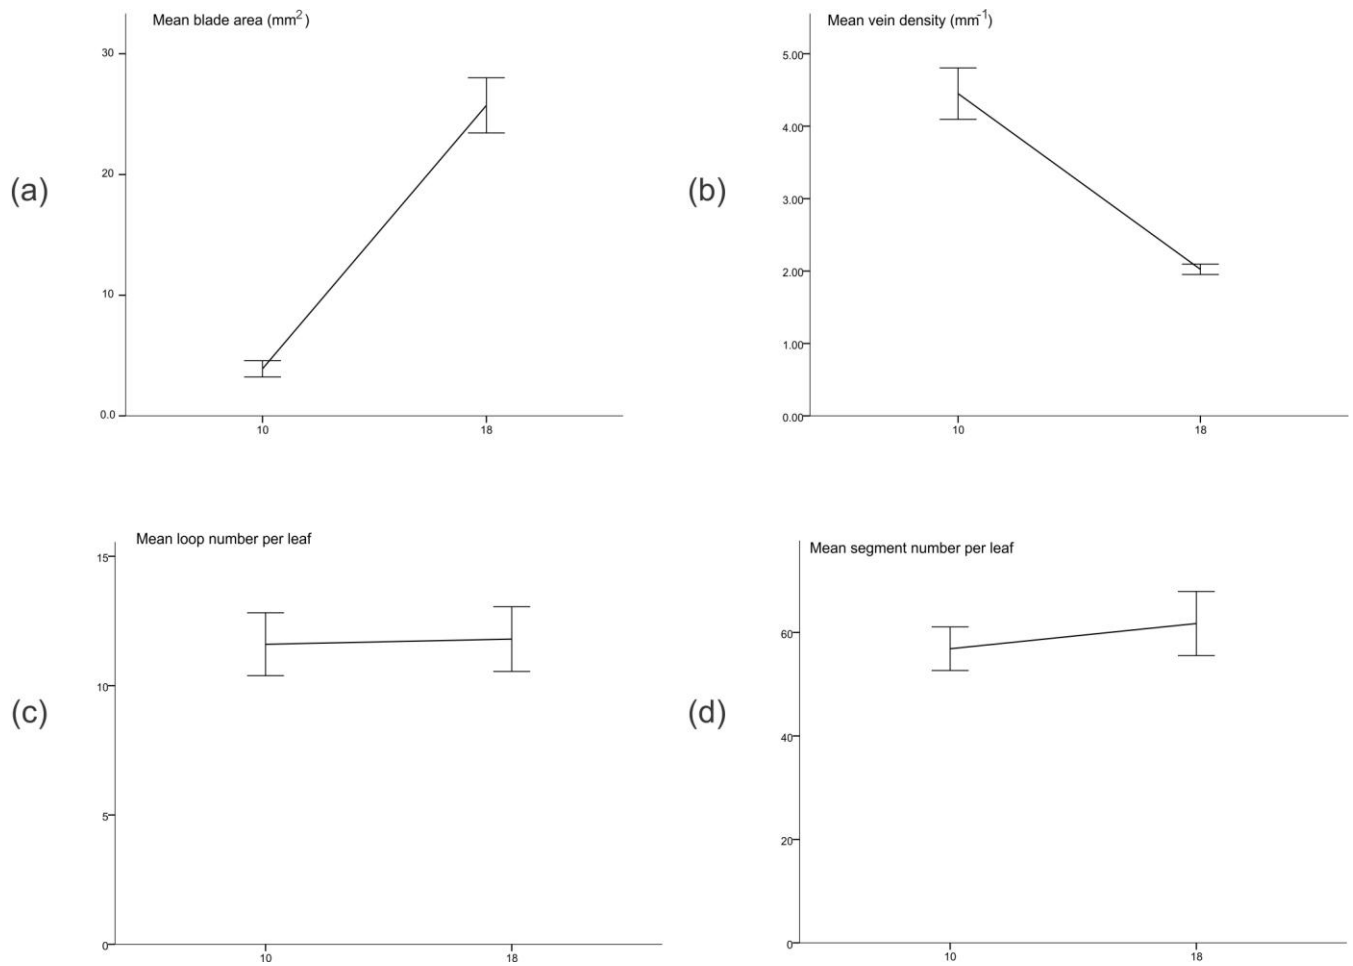 Mean blade area (mm²)
30
20
10
0.0
10 18
(a)
Mean vein density (mm⁻¹)
5.00
4.00
3.00
2.00
1.00
0.00
10 18
(b)
Mean loop number per leaf
15
10
5
0
10 18
(c)
Mean segment number per leaf
60
40
20
0
10 18
(d)